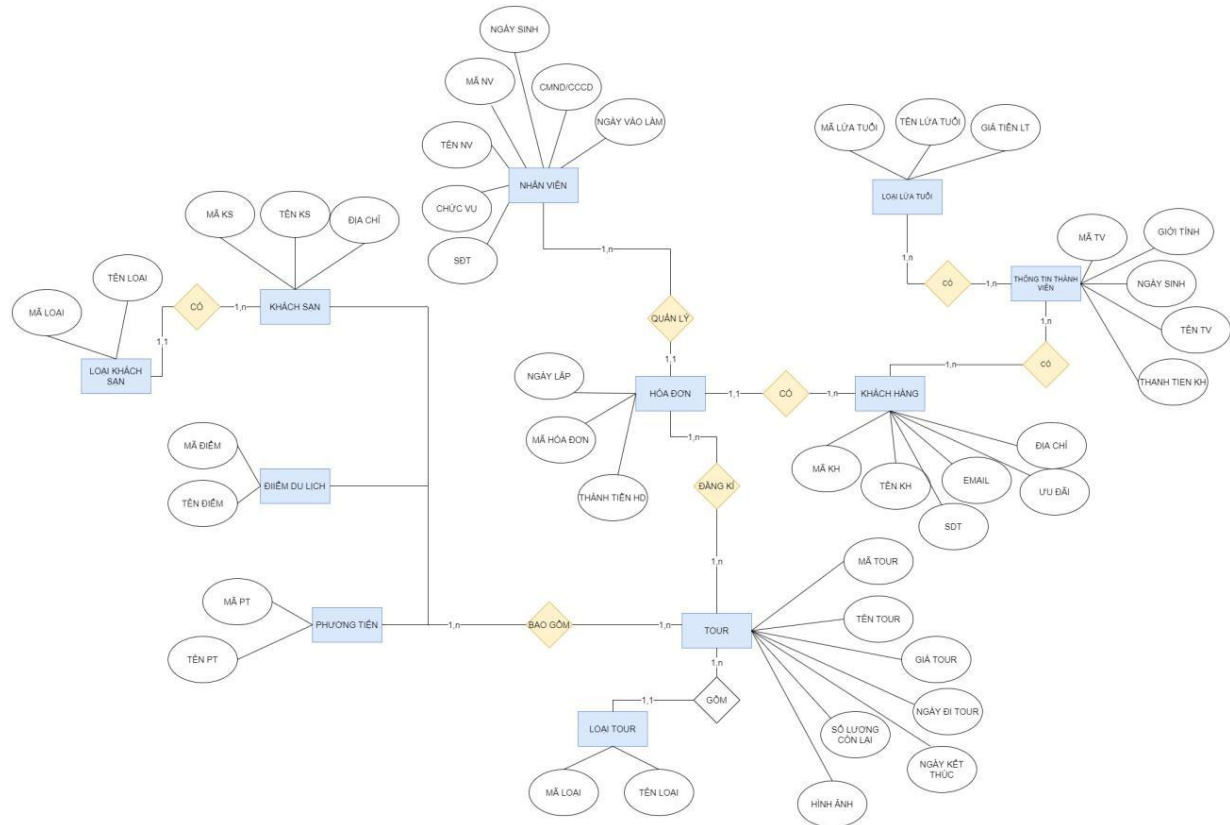 NGÀY SINH
MÃ NV
CMND/CCCD
NGÀY VÀO LÀM
TÊN NV
NHÂN VIÊN
CHỨC VU
SĐT
1,n
QUẢN LÝ
1,1
MÃ LỨA TUỔI
TÊN LỨA TUỔI
GIÁ TIỀN LT
LOẠI LỨA TUỔI
1,n
CÓ
1,n
THÔNG TIN THÀNH
VIÊN
MÃ TV
GIỚI TÍNH
NGÀY SINH
TÊN TV
THANH TIEN KH
1,n
CÓ
1,n
MÃ KS
TÊN KS
ĐỊA CHỈ
KHÁCH SẠN
1,n
CÓ
1,1
TÊN LOẠI
MÃ LOẠI
LOẠI KHÁCH
SẠN
NGÀY LẬP
MÃ HÓA ĐƠN
THÀNH TIỀN HD
HÓA ĐƠN
1,1
CÓ
1,n
KHÁCH HÀNG
MÃ KH
TÊN KH
SDT
EMAIL
ĐỊA CHỈ
ƯU ĐÃI
1,n
ĐĂNG KÍ
1,n
MÃ ĐIỂM
TÊN ĐIỂM
ĐIIỂM DU LỊCH
MÃ PT
TÊN PT
PHƯƠNG TIỆN
1,n
BAO GỒM
1,n
TOUR
MÃ TOUR
TÊN TOUR
GIÁ TOUR
NGÀY ĐI TOUR
NGÀY KẾT
THÚC
SỐ LƯỢNG
CÒN LẠI
HÌNH ẢNH
1,n
GỒM
1,1
LOẠI TOUR
MÃ LOẠI
TÊN LOẠI